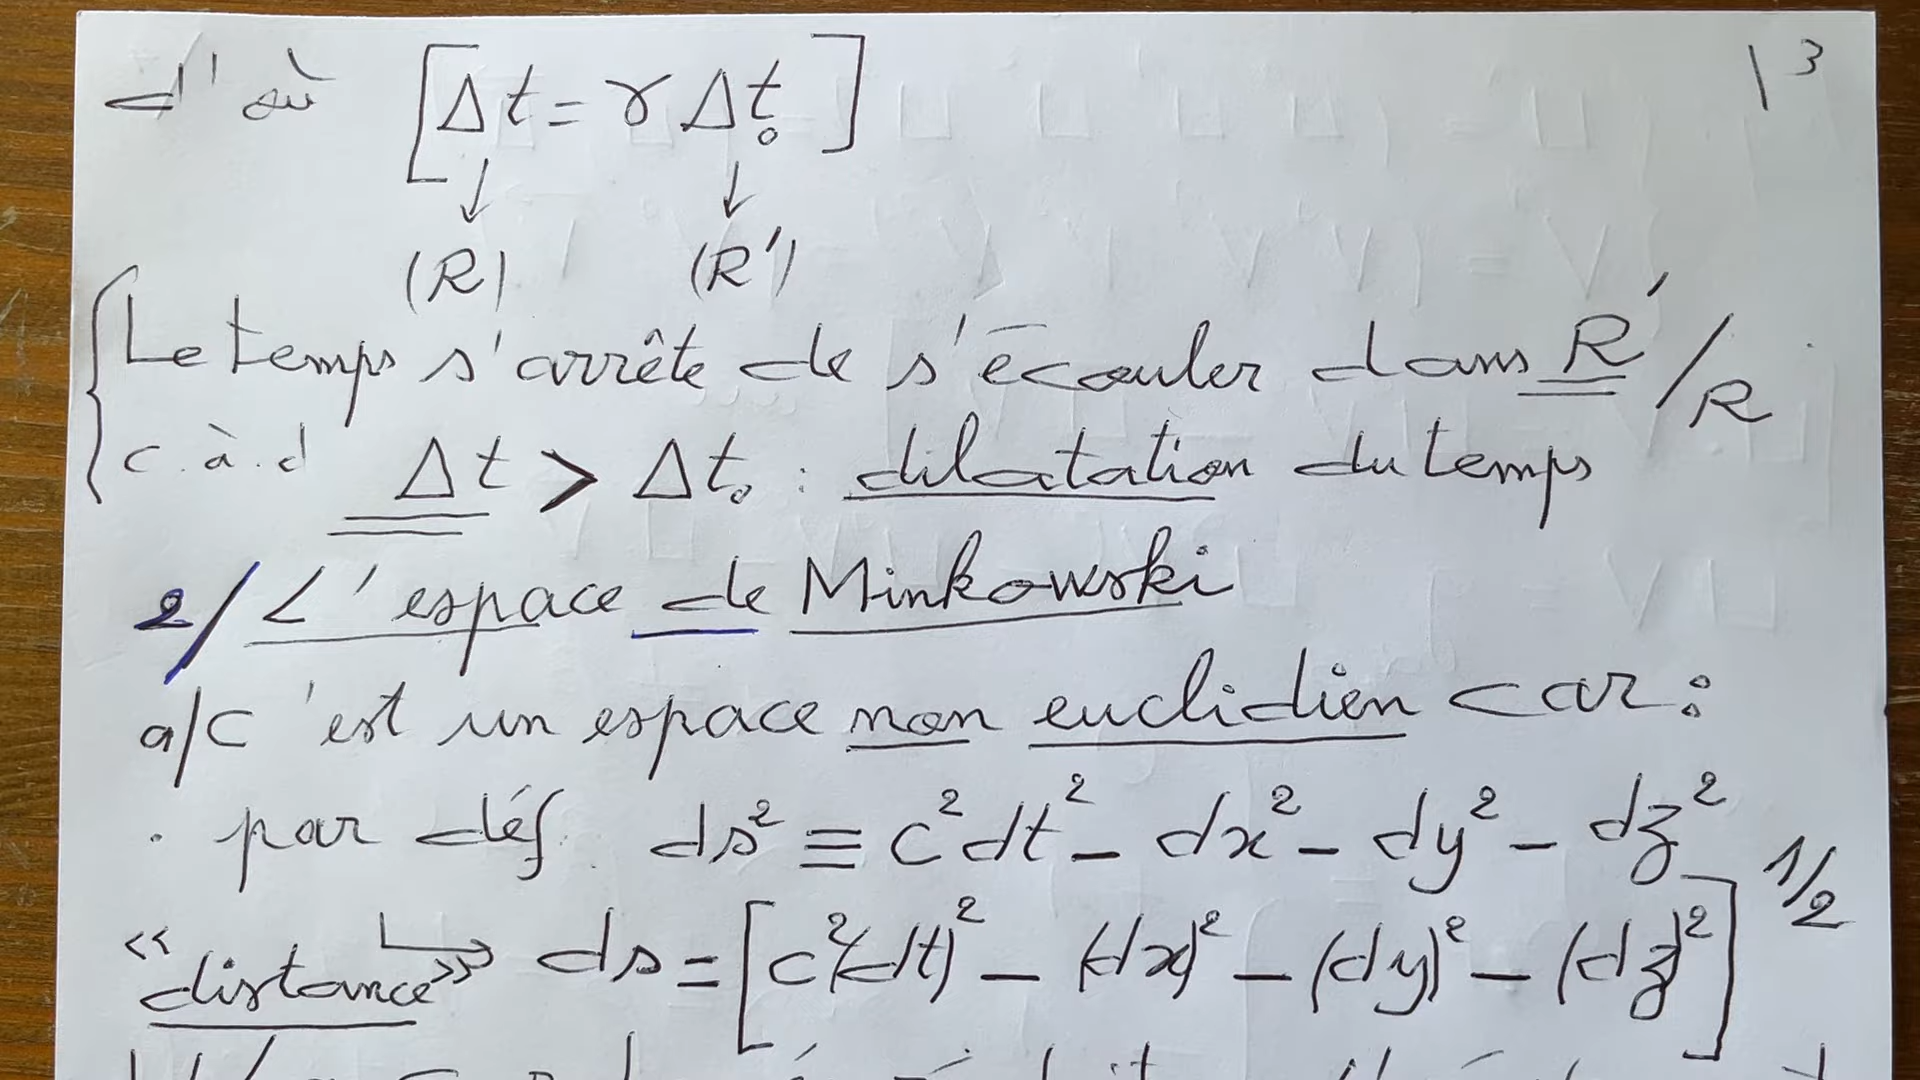 d'où [Δt = γ Δt₀] 3
↓ ↓
(R) (R')
{Le temps s'arrête de s'écouler dans R'/R
c.à.d Δt > Δt₀ : dilatation du temps
2/ L'espace de Minkowski
a/ C'est un espace non euclidien car :
. par déf. ds² ≡ c²dt² - dx² - dy² - dz²
"distance" ↳ ds = [c²(dt)² - (dx)² - (dy)² - (dz)²]^1/2